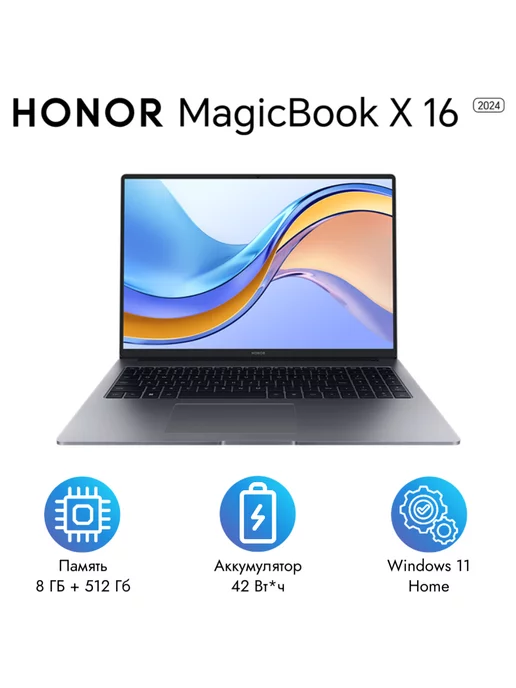 HONOR MagicBook X 16 2024
HONOR
Память
8 ГБ + 512 Гб
Аккумулятор
42 Вт*ч
Windows 11
Home